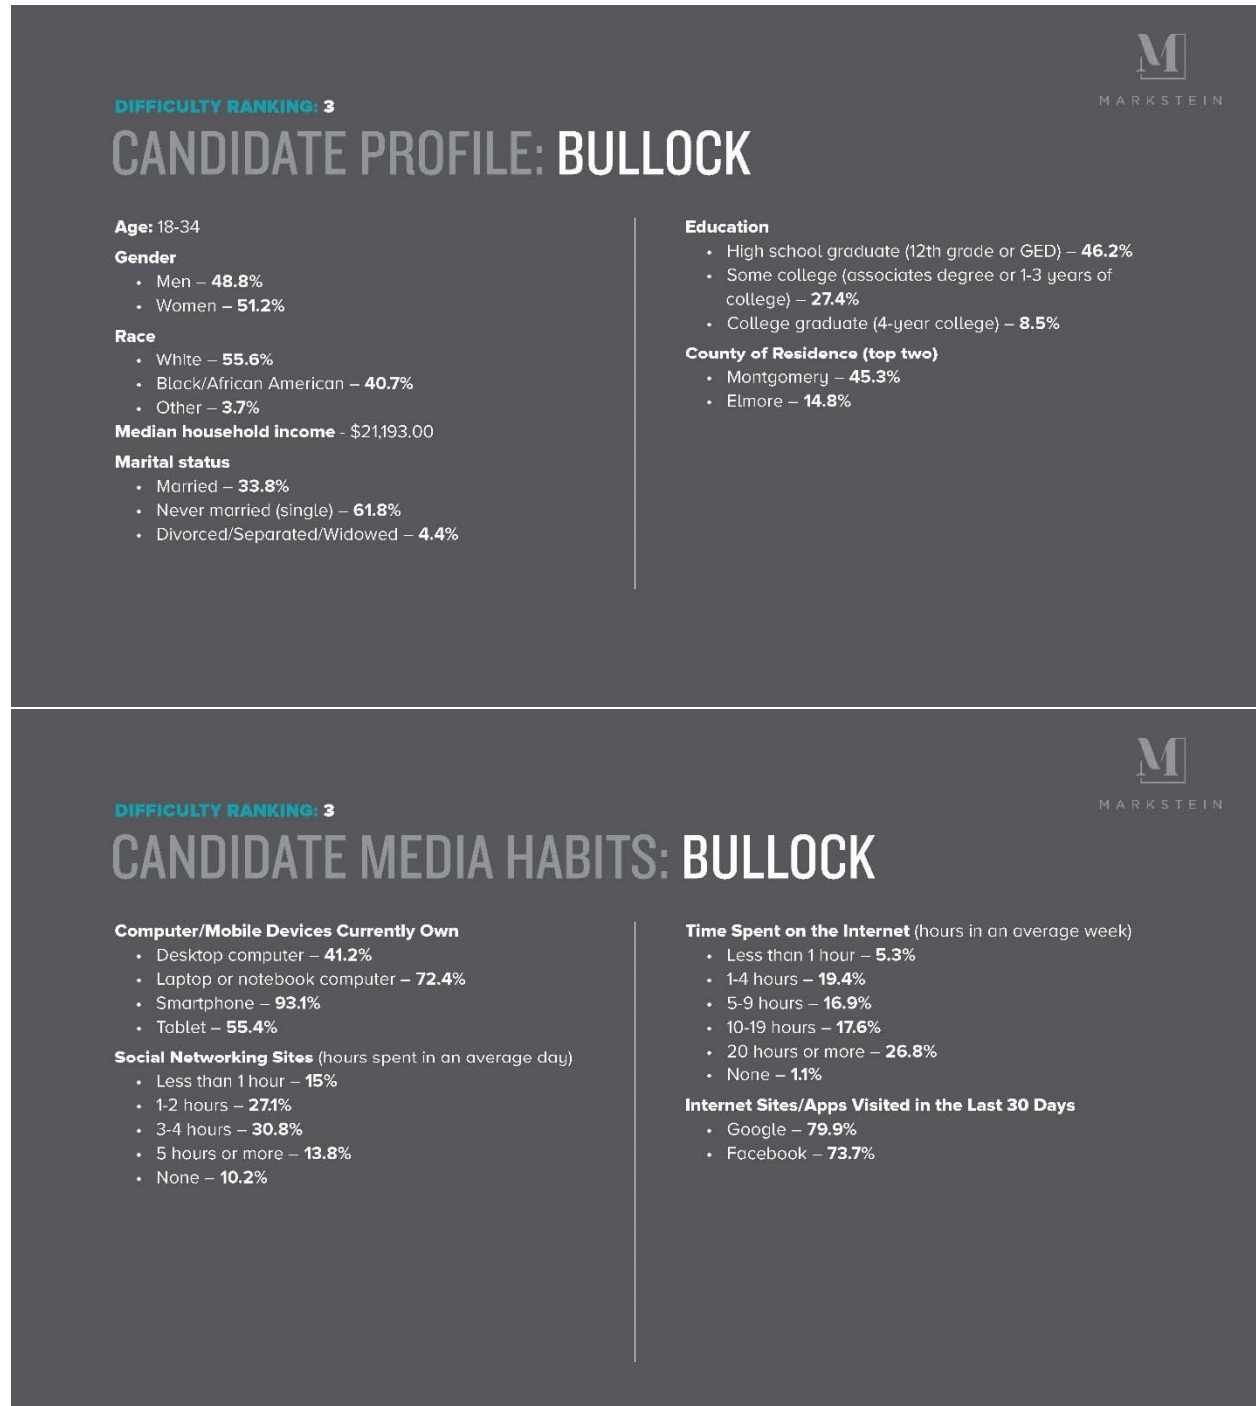 M
MARKSTEIN
DIFFICULTY RANKING: 3
CANDIDATE PROFILE: BULLOCK
Age: 18-34
Gender
• Men – 48.8%
• Women – 51.2%
Race
• White – 55.6%
• Black/African American – 40.7%
• Other – 3.7%
Median household income - $21,193.00
Marital status
• Married – 33.8%
• Never married (single) – 61.8%
• Divorced/Separated/Widowed – 4.4%
Education
• High school graduate (12th grade or GED) – 46.2%
• Some college (associates degree or 1-3 years of
college) – 27.4%
• College graduate (4-year college) – 8.5%
County of Residence (top two)
• Montgomery – 45.3%
• Elmore – 14.8%
M
MARKSTEIN
DIFFICULTY RANKING: 3
CANDIDATE MEDIA HABITS: BULLOCK
Computer/Mobile Devices Currently Own
• Desktop computer – 41.2%
• Laptop or notebook computer – 72.4%
• Smartphone – 93.1%
• Tablet – 55.4%
Social Networking Sites (hours spent in an average day)
• Less than 1 hour – 15%
• 1-2 hours – 27.1%
• 3-4 hours – 30.8%
• 5 hours or more – 13.8%
• None – 10.2%
Time Spent on the Internet (hours in an average week)
• Less than 1 hour – 5.3%
• 1-4 hours – 19.4%
• 5-9 hours – 16.9%
• 10-19 hours – 17.6%
• 20 hours or more – 26.8%
• None – 1.1%
Internet Sites/Apps Visited in the Last 30 Days
• Google – 79.9%
• Facebook – 73.7%